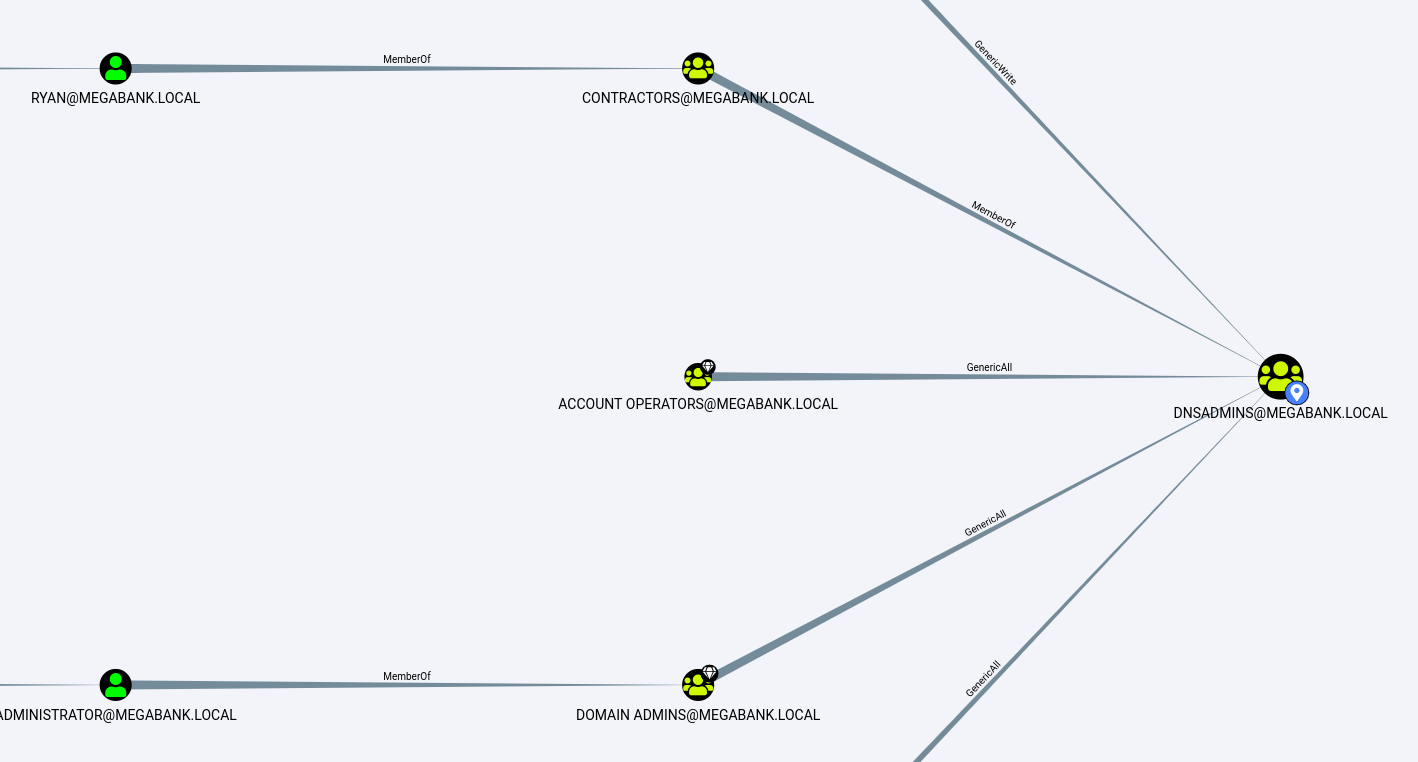 GenericWrite
MemberOf
RYAN@MEGABANK.LOCAL
CONTRACTORS@MEGABANK.LOCAL
MemberOf
GenericAll
ACCOUNT OPERATORS@MEGABANK.LOCAL
DNSADMINS@MEGABANK.LOCAL
GenericAll
MemberOf
GenericAll
ADMINISTRATOR@MEGABANK.LOCAL
DOMAIN ADMINS@MEGABANK.LOCAL